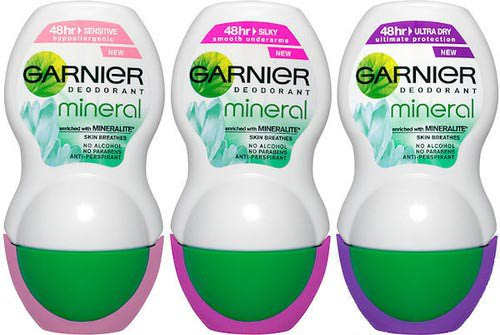 48hr SENSITIVE
hypoallergenic
NEW
GARNIER
DEODORANT
mineral
enriched with MINERALITE*
SKIN BREATHES
NO ALCOHOL
NO PARABENS
ANTI-PERSPIRANT
48hr SILKY
smooth underarms
NEW
GARNIER
DEODORANT
mineral
enriched with MINERALITE*
SKIN BREATHES
NO ALCOHOL
NO PARABENS
ANTI-PERSPIRANT
48hr ULTRA DRY
ultimate protection
NEW
GARNIER
DEODORANT
mineral
enriched with MINERALITE*
SKIN BREATHES
NO ALCOHOL
NO PARABENS
ANTI-PERSPIRANT